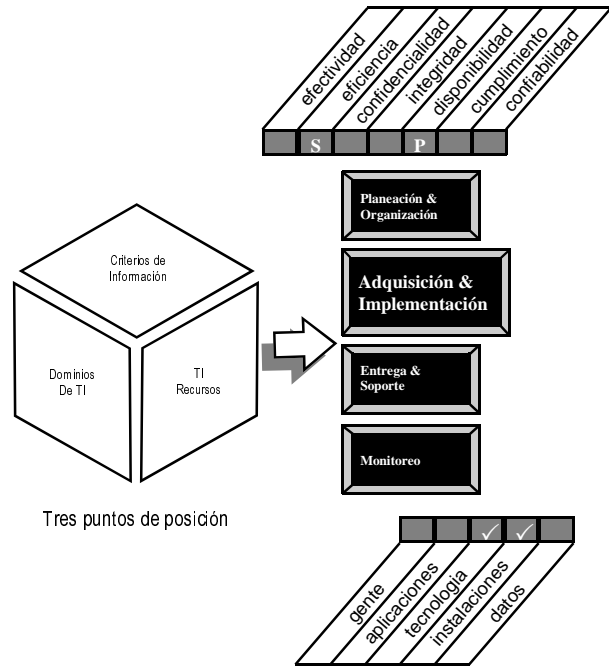 efectividad
eficiencia
confidencialidad
integridad
disponibilidad
cumplimiento
confiabilidad
S P
Planeación &
Organización
Criterios de
Información
Adquisición &
Implementación
Dominios
De TI
TI
Recursos
Entrega &
Soporte
Monitoreo
Tres puntos de posición
gente
aplicaciones
tecnología
instalaciones
datos